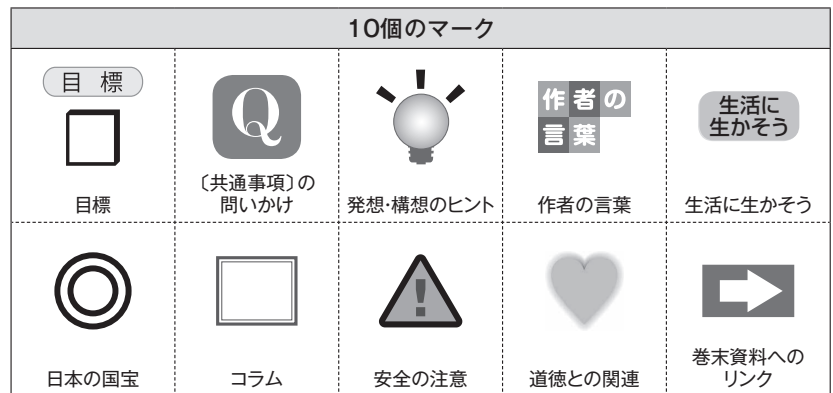 10個のマーク
目 標
目標
Q
〔共通事項〕の
問いかけ
発想・構想のヒント
作者の
言葉
作者の言葉
生活に
生かそう
生活に生かそう
日本の国宝
コラム
!
安全の注意
道徳との関連
巻末資料への
リンク